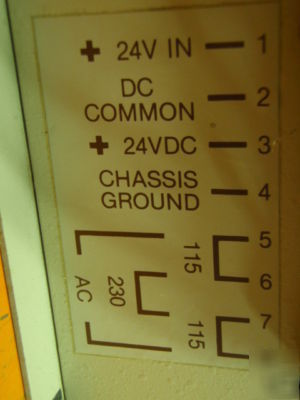 + 24V IN — 1
DC
COMMON — 2
+ 24VDC — 3
CHASSIS
GROUND — 4
5
115
6
AC
230
7
115